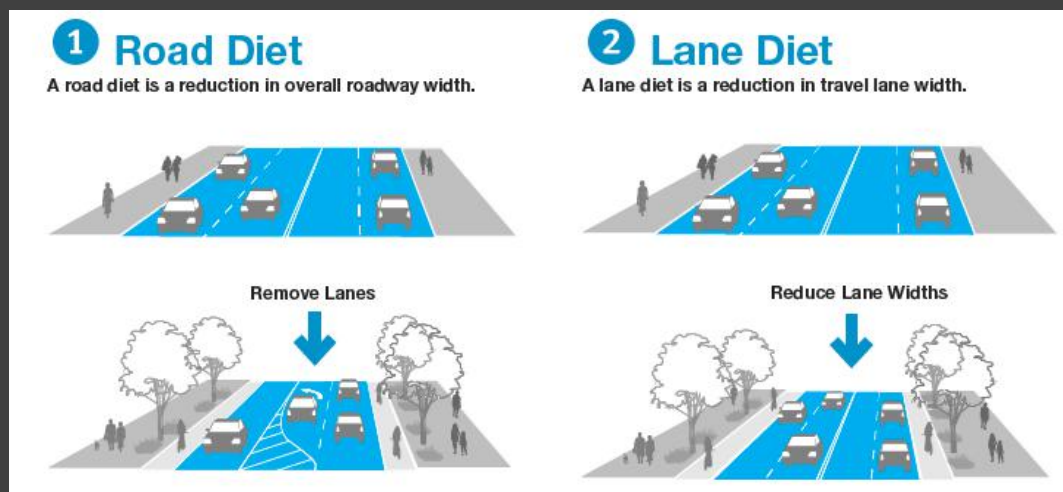 1 Road Diet
A road diet is a reduction in overall roadway width.
Remove Lanes
2 Lane Diet
A lane diet is a reduction in travel lane width.
Reduce Lane Widths